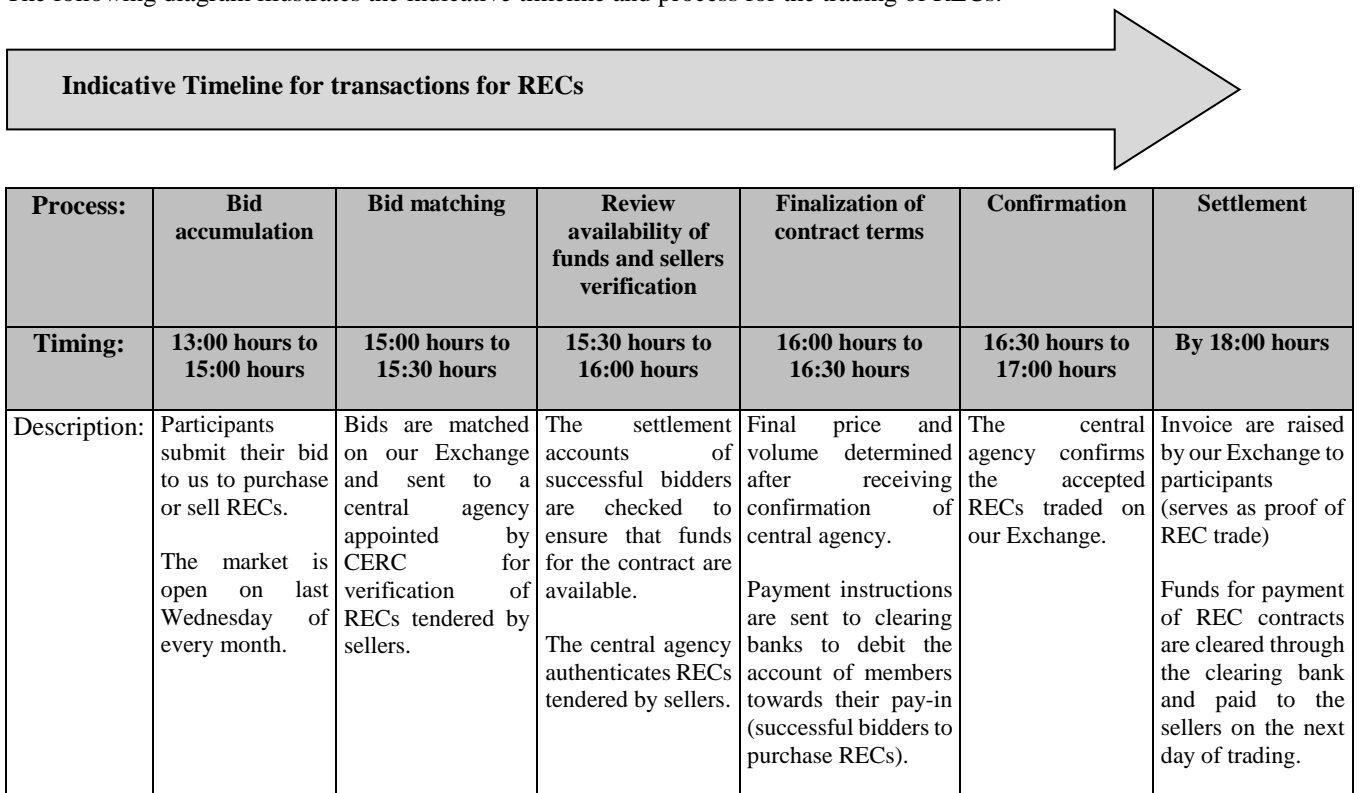 The following diagram illustrates the indicative timeline and process for the trading of RECs:
Indicative Timeline for transactions for RECs
Process:
Bid
accumulation
Bid matching
Review
availability of
funds and sellers
verification
Finalization of
contract terms
Confirmation
Settlement
Timing:
13:00 hours to
15:00 hours
15:00 hours to
15:30 hours
15:30 hours to
16:00 hours
16:00 hours to
16:30 hours
16:30 hours to
17:00 hours
By 18:00 hours
Description:
Participants
submit their bid
to us to purchase
or sell RECs.
The market is
open on last
Wednesday of
every month.
Bids are matched
on our Exchange
and sent to a
central agency
appointed by
CERC for
verification of
RECs tendered by
sellers.
The settlement
accounts of
successful bidders
are checked to
ensure that funds
for the contract are
available.
The central agency
authenticates RECs
tendered by sellers.
Final price and
volume determined
after receiving
confirmation of
central agency.
Payment instructions
are sent to clearing
banks to debit the
account of members
towards their pay-in
(successful bidders to
purchase RECs).
The central
agency confirms
the accepted
RECs traded on
our Exchange.
Invoice are raised
by our Exchange to
participants
(serves as proof of
REC trade)
Funds for payment
of REC contracts
are cleared through
the clearing bank
and paid to the
sellers on the next
day of trading.